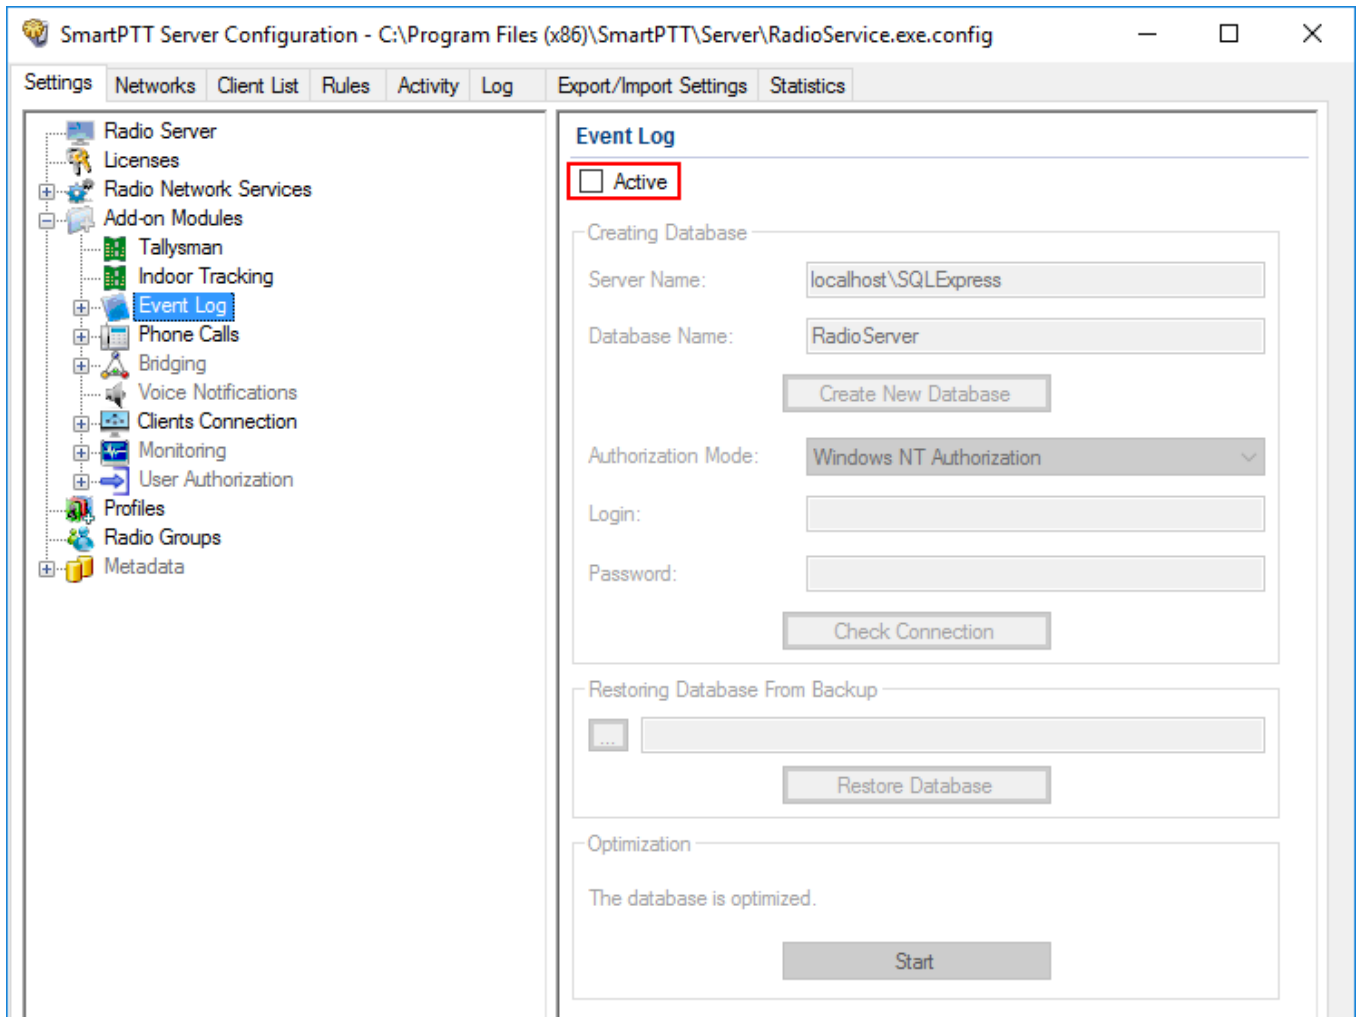 SmartPTT Server Configuration - C:\Program Files (x86)\SmartPTT\Server\RadioService.exe.config
Settings Networks Client List Rules Activity Log Export/Import Settings Statistics
Radio Server
Licenses
Radio Network Services
Add-on Modules
Tallysman
Indoor Tracking
Event Log
Phone Calls
Bridging
Voice Notifications
Clients Connection
Monitoring
User Authorization
Profiles
Radio Groups
Metadata
Event Log
Active
Creating Database
Server Name: localhost\SQLExpress
Database Name: RadioServer
Create New Database
Authorization Mode: Windows NT Authorization
Login:
Password:
Check Connection
Restoring Database From Backup
...
Restore Database
Optimization
The database is optimized.
Start